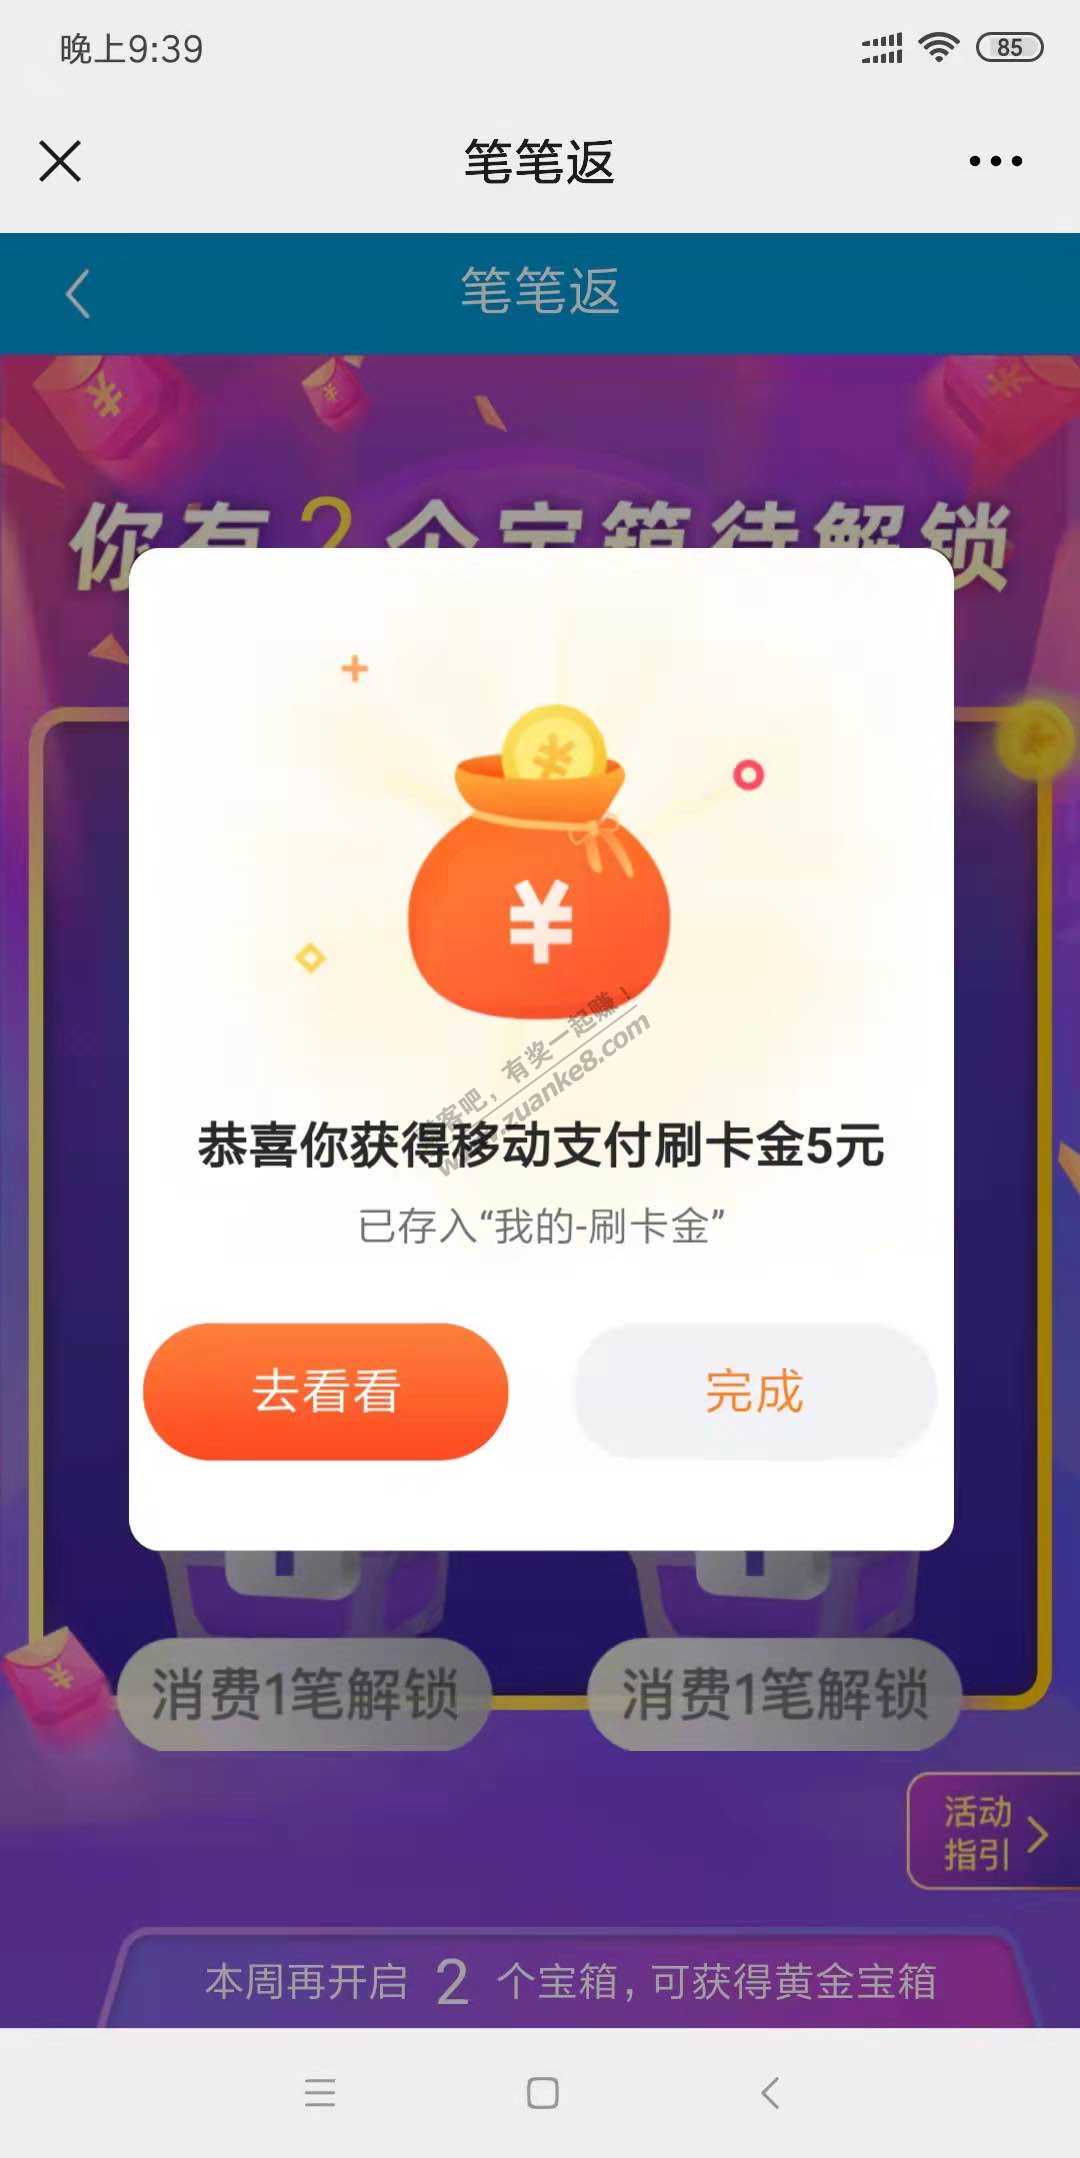 晚上9:39
85
笔笔返
笔笔返
你有2个宝箱待解锁
¥
赚客吧，有奖一起赚！
www.zuanke8.com
恭喜你获得移动支付刷卡金5元
已存入“我的-刷卡金”
去看看
完成
消费1笔解锁
消费1笔解锁
活动
指引
本周再开启 2 个宝箱，可获得黄金宝箱